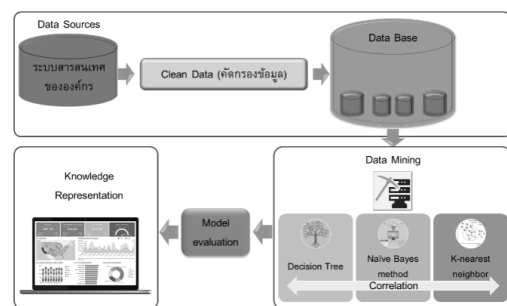 Data Sources
ระบบสารสนเทศ
ขององค์กร
Clean Data (คัดกรองข้อมูล)
Data Base
Data Mining
Decision Tree
Naïve Bayes
method
K-nearest
neighbor
Correlation
Model
evaluation
Knowledge
Representation